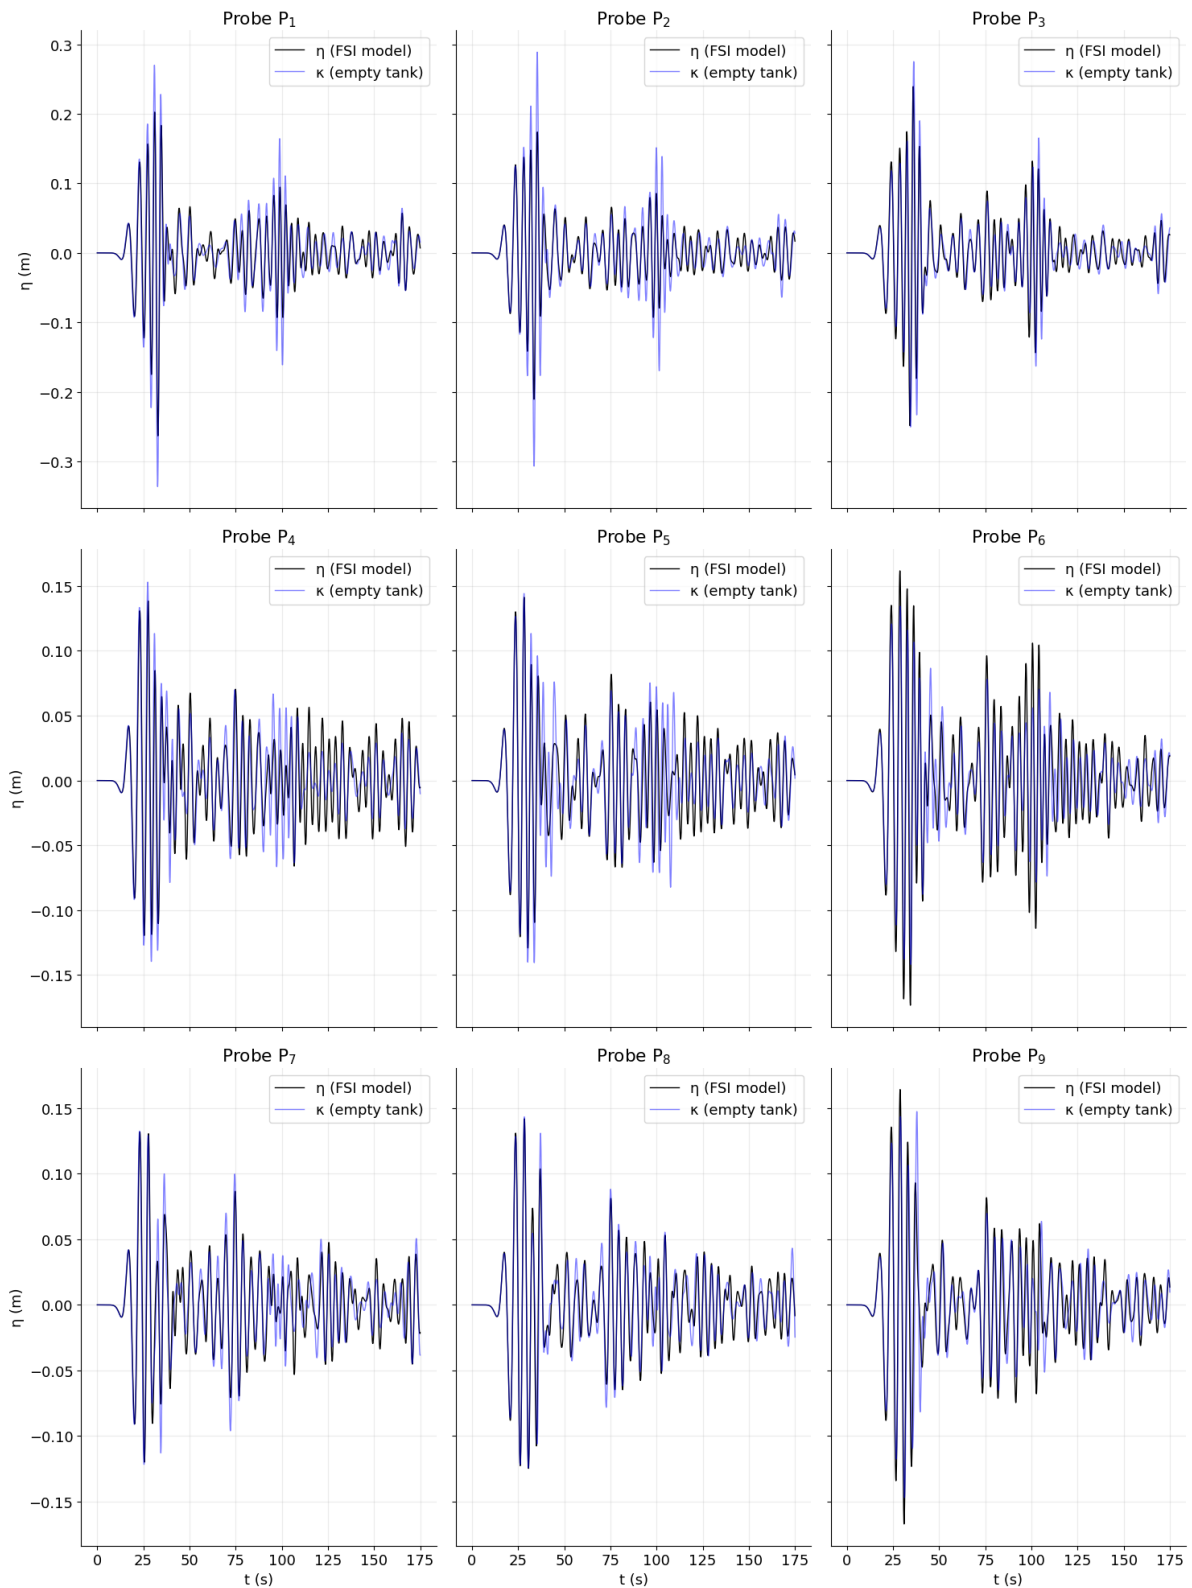 Probe P₁ Probe P₂ Probe P₃
η (FSI model) η (FSI model) η (FSI model)
κ (empty tank) κ (empty tank) κ (empty tank)
0.3
0.2
0.1
0.0
−0.1
−0.2
−0.3
η (m)
Probe P₄ Probe P₅ Probe P₆
η (FSI model) η (FSI model) η (FSI model)
κ (empty tank) κ (empty tank) κ (empty tank)
0.15
0.10
0.05
0.00
−0.05
−0.10
−0.15
η (m)
Probe P₇ Probe P₈ Probe P₉
η (FSI model) η (FSI model) η (FSI model)
κ (empty tank) κ (empty tank) κ (empty tank)
0.15
0.10
0.05
0.00
−0.05
−0.10
−0.15
η (m)
0 25 50 75 100 125 150 175 0 25 50 75 100 125 150 175 0 25 50 75 100 125 150 175
t (s) t (s) t (s)